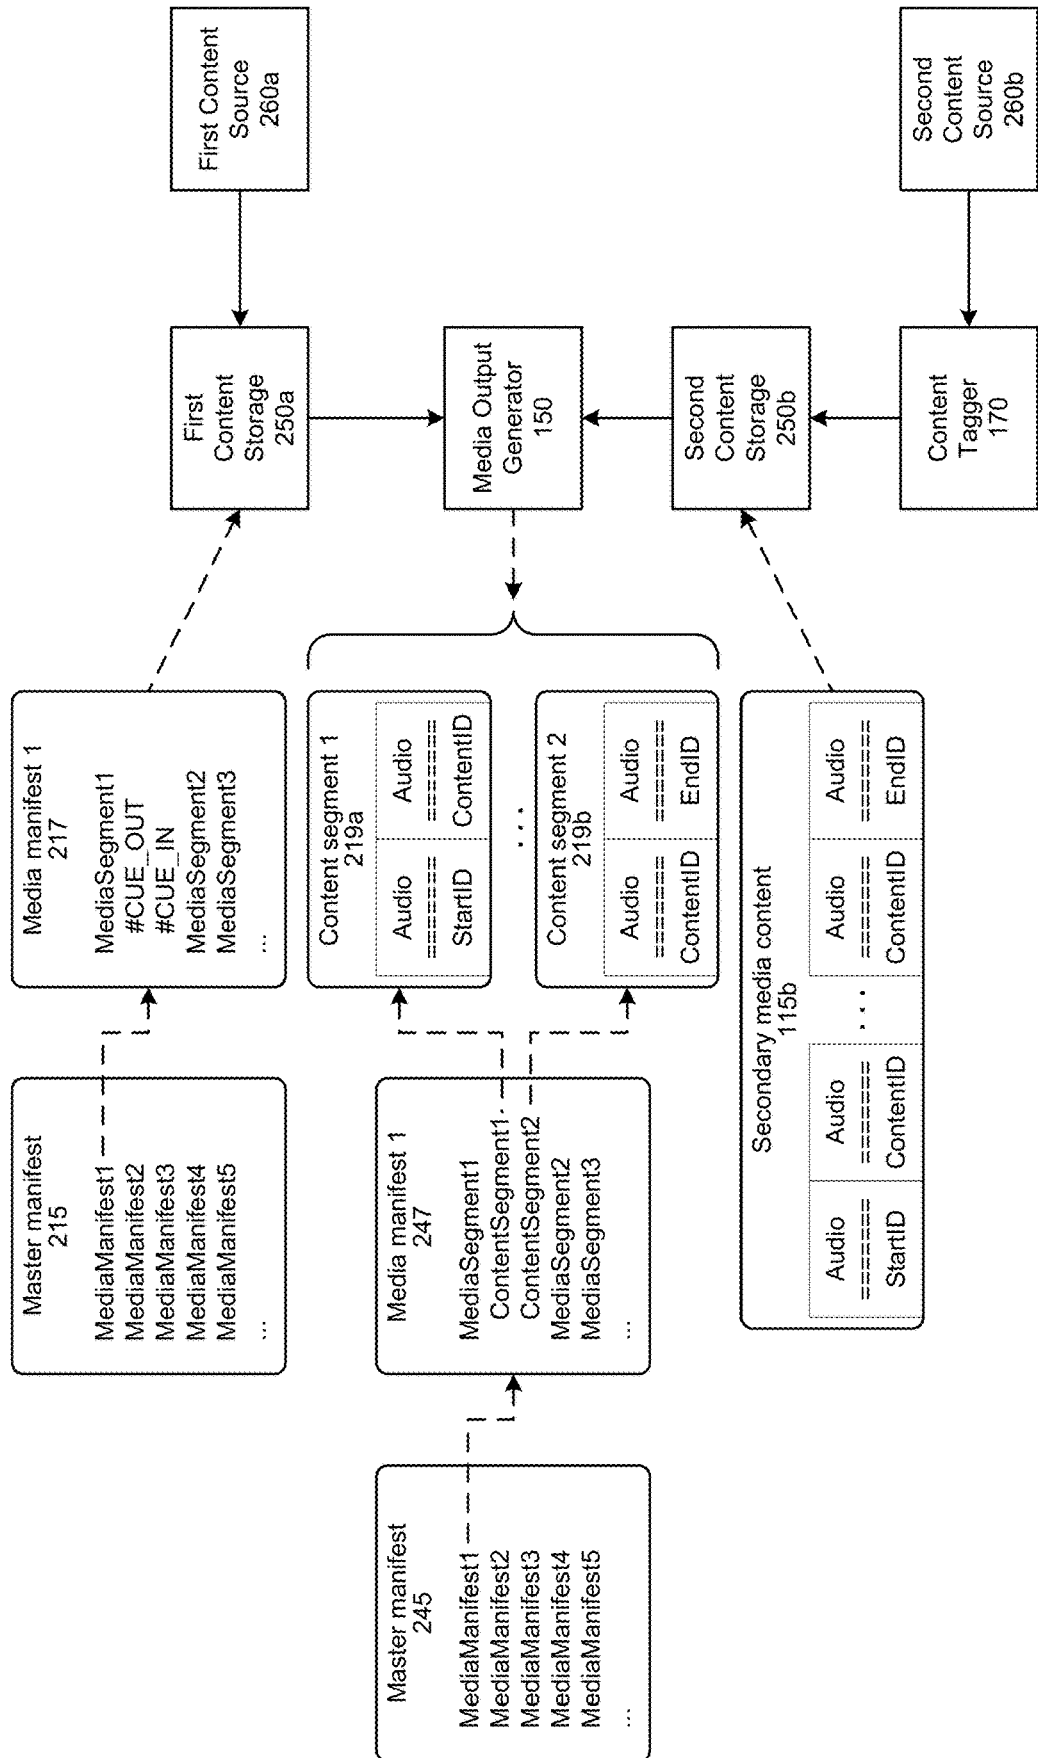 Master manifest
215
MediaManifest1
MediaManifest2
MediaManifest3
MediaManifest4
MediaManifest5
...
Media manifest 1
217
MediaSegment1
#CUE_OUT
#CUE_IN
MediaSegment2
MediaSegment3
...
First
Content
Storage
250a
First Content
Source
260a
Master manifest
245
MediaManifest1
MediaManifest2
MediaManifest3
MediaManifest4
MediaManifest5
...
Media manifest 1
247
MediaSegment1
ContentSegment1
ContentSegment2
MediaSegment2
MediaSegment3
...
Content segment 1
219a
Audio Audio
====== ======
StartID ContentID
...
Content segment 2
219b
Audio Audio
====== ======
ContentID EndID
Media Output
Generator
150
Second
Content
Storage
250b
Secondary media content
115b
Audio Audio ... Audio Audio
====== ====== ====== ======
StartID ContentID ContentID EndID
Content
Tagger
170
Second
Content
Source
260b